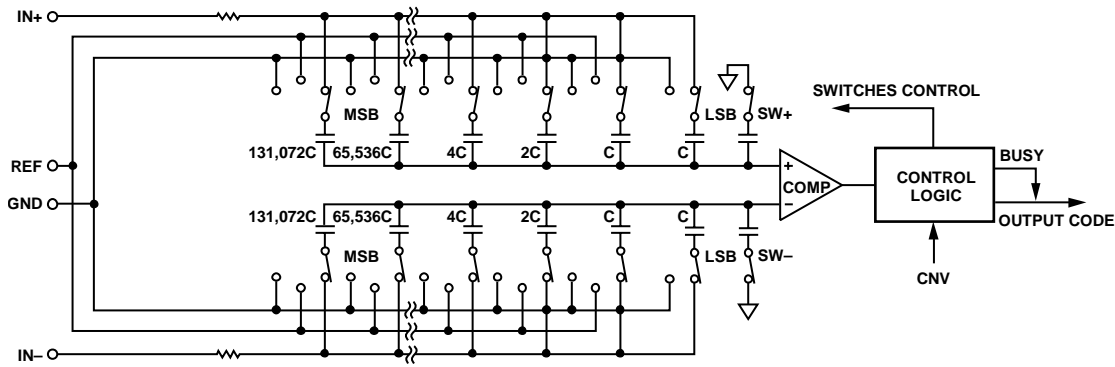 IN+
SWITCHES CONTROL
MSB
LSB
SW+
131,072C 65,536C 4C 2C C C
BUSY
REF
+
COMP
−
CONTROL
LOGIC
GND
OUTPUT CODE
131,072C 65,536C 4C 2C C C
MSB
LSB
SW−
CNV
IN−